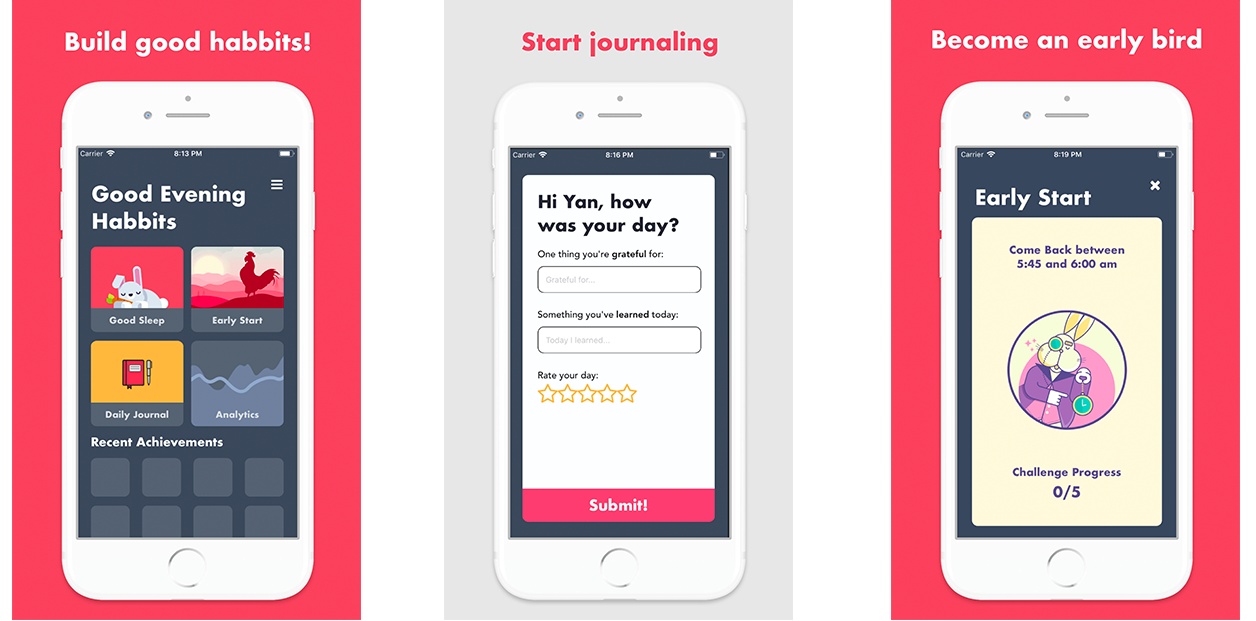 Build good habbits!
Carrier 8:13 PM
Good Evening
Habbits
Good Sleep Early Start
Daily Journal Analytics
Recent Achievements
Start journaling
Carrier 8:16 PM
Hi Yan, how
was your day?
One thing you're grateful for:
Grateful for...
Something you've learned today:
Today I learned...
Rate your day:
Submit!
Become an early bird
Carrier 8:19 PM
Early Start
Come Back between
5:45 and 6:00 am
Challenge Progress
0/5